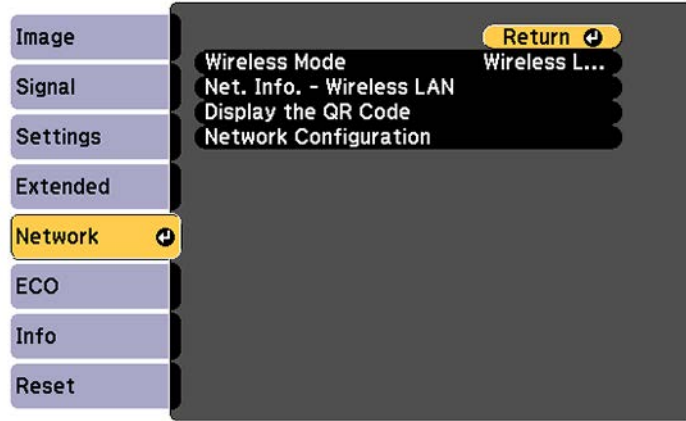 Image
Signal
Settings
Extended
Network
ECO
Info
Reset
Return
Wireless Mode Wireless L...
Net. Info. - Wireless LAN
Display the QR Code
Network Configuration